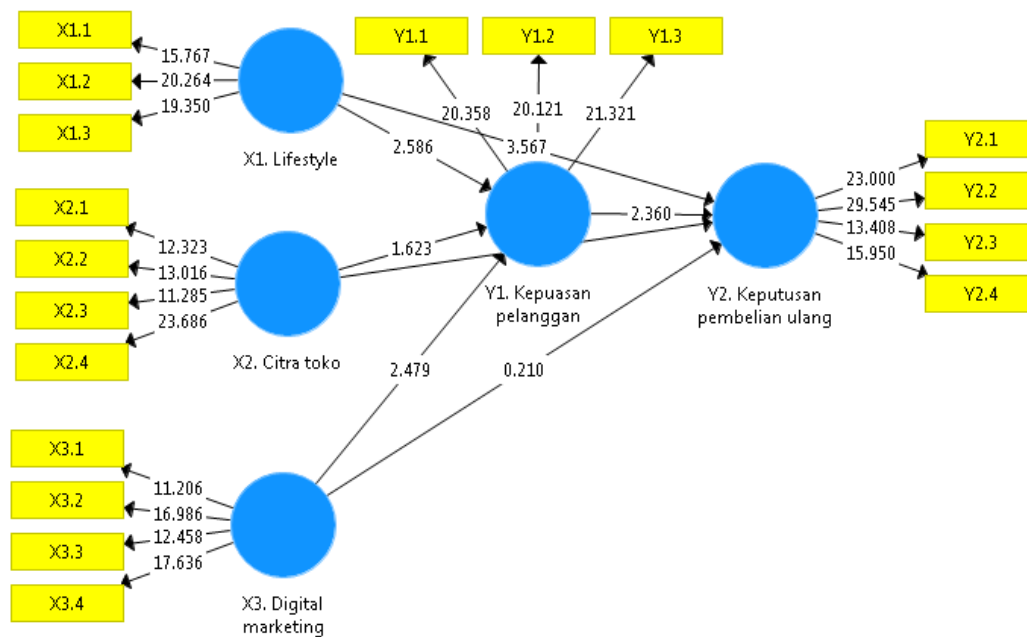 X1.1
X1.2
X1.3
15.767
20.264
19.350
X1. Lifestyle
Y1.1
Y1.2
Y1.3
20.358
20.121
21.321
2.586
3.567
X2.1
X2.2
X2.3
X2.4
12.323
13.016
11.285
23.686
X2. Citra toko
1.623
2.360
Y1. Kepuasan
pelanggan
Y2. Keputusan
pembelian ulang
23.000
29.545
13.408
15.950
Y2.1
Y2.2
Y2.3
Y2.4
2.479
0.210
X3.1
X3.2
X3.3
X3.4
11.206
16.986
12.458
17.636
X3. Digital
marketing